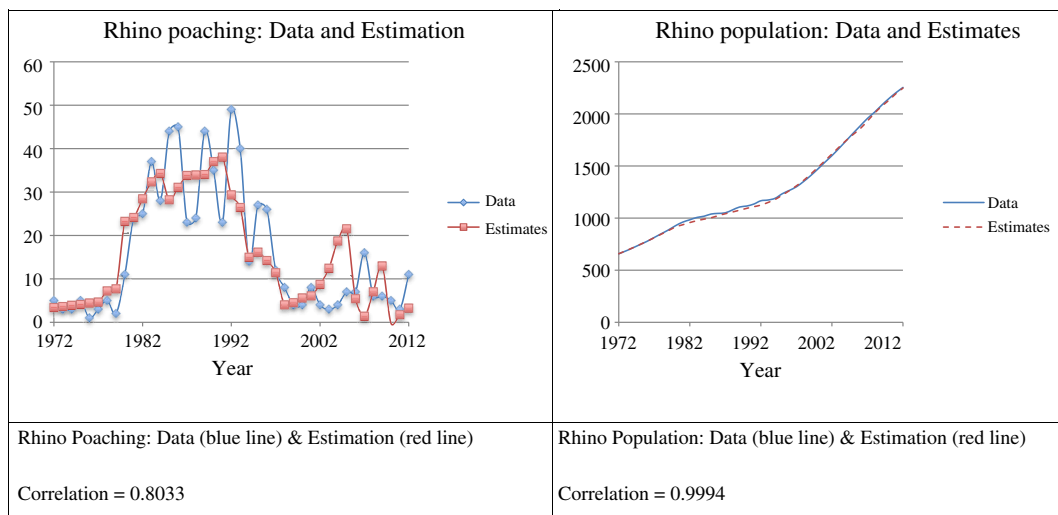 Rhino poaching: Data and Estimation
60
50
40
30
20
10
0
1972
1982
1992
2002
2012
Year
Data
Estimates
Rhino population: Data and Estimates
2500
2000
1500
1000
500
0
1972
1982
1992
2002
2012
Year
Data
Estimates
Rhino Poaching: Data (blue line) & Estimation (red line)
Correlation = 0.8033
Rhino Population: Data (blue line) & Estimation (red line)
Correlation = 0.9994